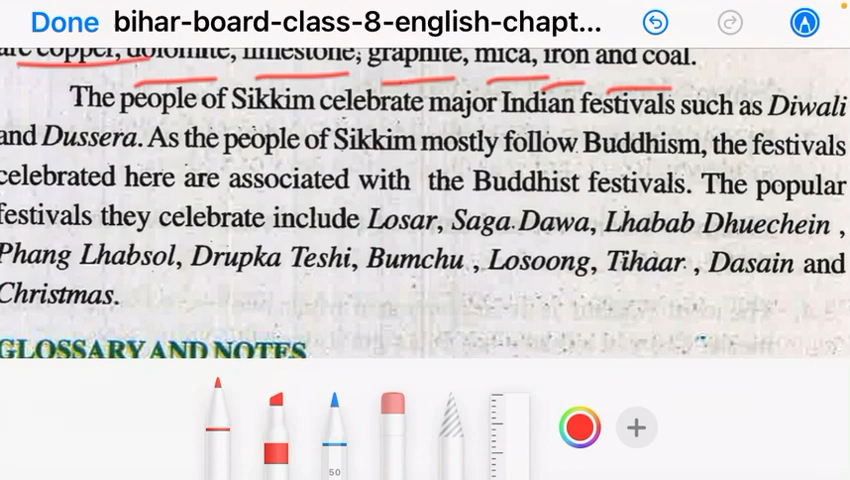 Done bihar-board-class-8-english-chapt...
are copper, dolomite, limestone, graphite, mica, iron and coal.
The people of Sikkim celebrate major Indian festivals such as Diwali
and Dussera. As the people of Sikkim mostly follow Buddhism, the festivals
celebrated here are associated with the Buddhist festivals. The popular
festivals they celebrate include Losar, Saga Dawa, Lhabab Dhuechein ,
Phang Lhabsol, Drupka Teshi, Bumchu , Losoong, Tihaar , Dasain and
Christmas.
GLOSSARY AND NOTES
50